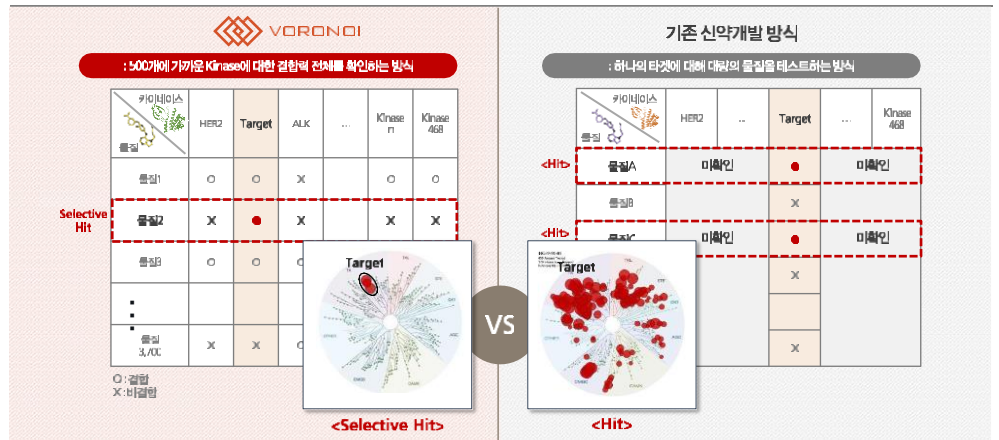 VORONOI
: 500개에 가까운 Kinase에 대한 결합력 전체를 확인하는 방식
카이네이스
물질
HER2 Target ALK ... Kinase n Kinase 468
물질1 O O X O O
Selective Hit
물질2 X ● X X X
물질3 O O
물질 3,700 X X
O : 결합
X : 비결합
Target
<Selective Hit>
VS
기존 신약개발 방식
: 하나의 타겟에 대해 대량의 물질을 테스트하는 방식
카이네이스
물질
HER2 ... Target ... Kinase 468
<Hit> 물질A 미확인 ● 미확인
물질B X
<Hit> 물질C 미확인 ● 미확인
X
X
Target
<Hit>